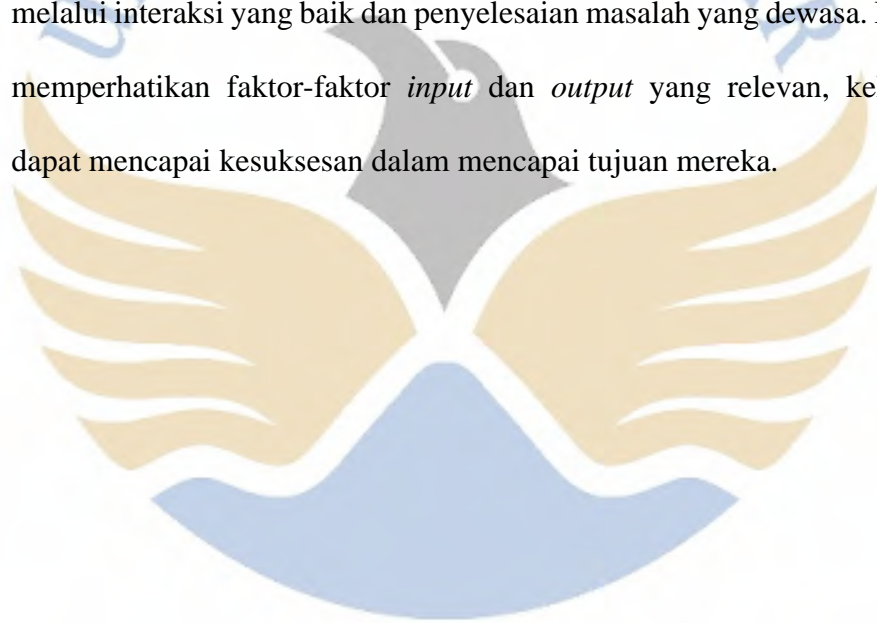 melalui interaksi yang baik dan penyelesaian masalah yang dewasa.
memperhatikan faktor-faktor input dan output yang relevan,
dapat mencapai kesuksesan dalam mencapai tujuan mereka.